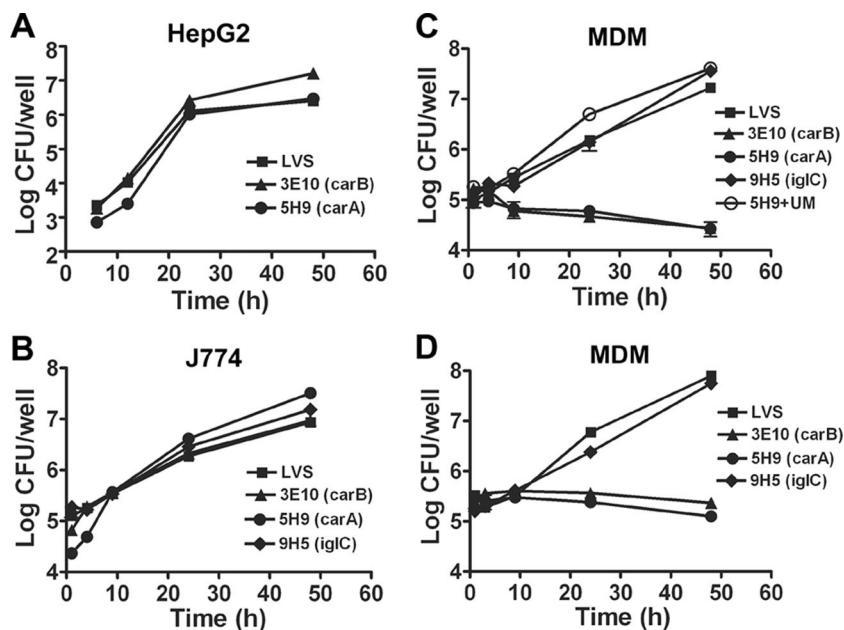 A
HepG2
Log CFU/well
8
7
6
5
4
3
2
0 10 20 30 40 50 60
Time (h)
LVS
3E10 (carB)
5H9 (carA)
B
J774
Log CFU/well
8
7
6
5
4
0 10 20 30 40 50 60
Time (h)
LVS
3E10 (carB)
5H9 (carA)
9H5 (iglC)
C
MDM
Log CFU/well
8
7
6
5
4
0 10 20 30 40 50 60
Time (h)
LVS
3E10 (carB)
5H9 (carA)
9H5 (iglC)
5H9+UM
D
MDM
Log CFU/well
8
7
6
5
4
0 10 20 30 40 50 60
Time (h)
LVS
3E10 (carB)
5H9 (carA)
9H5 (iglC)